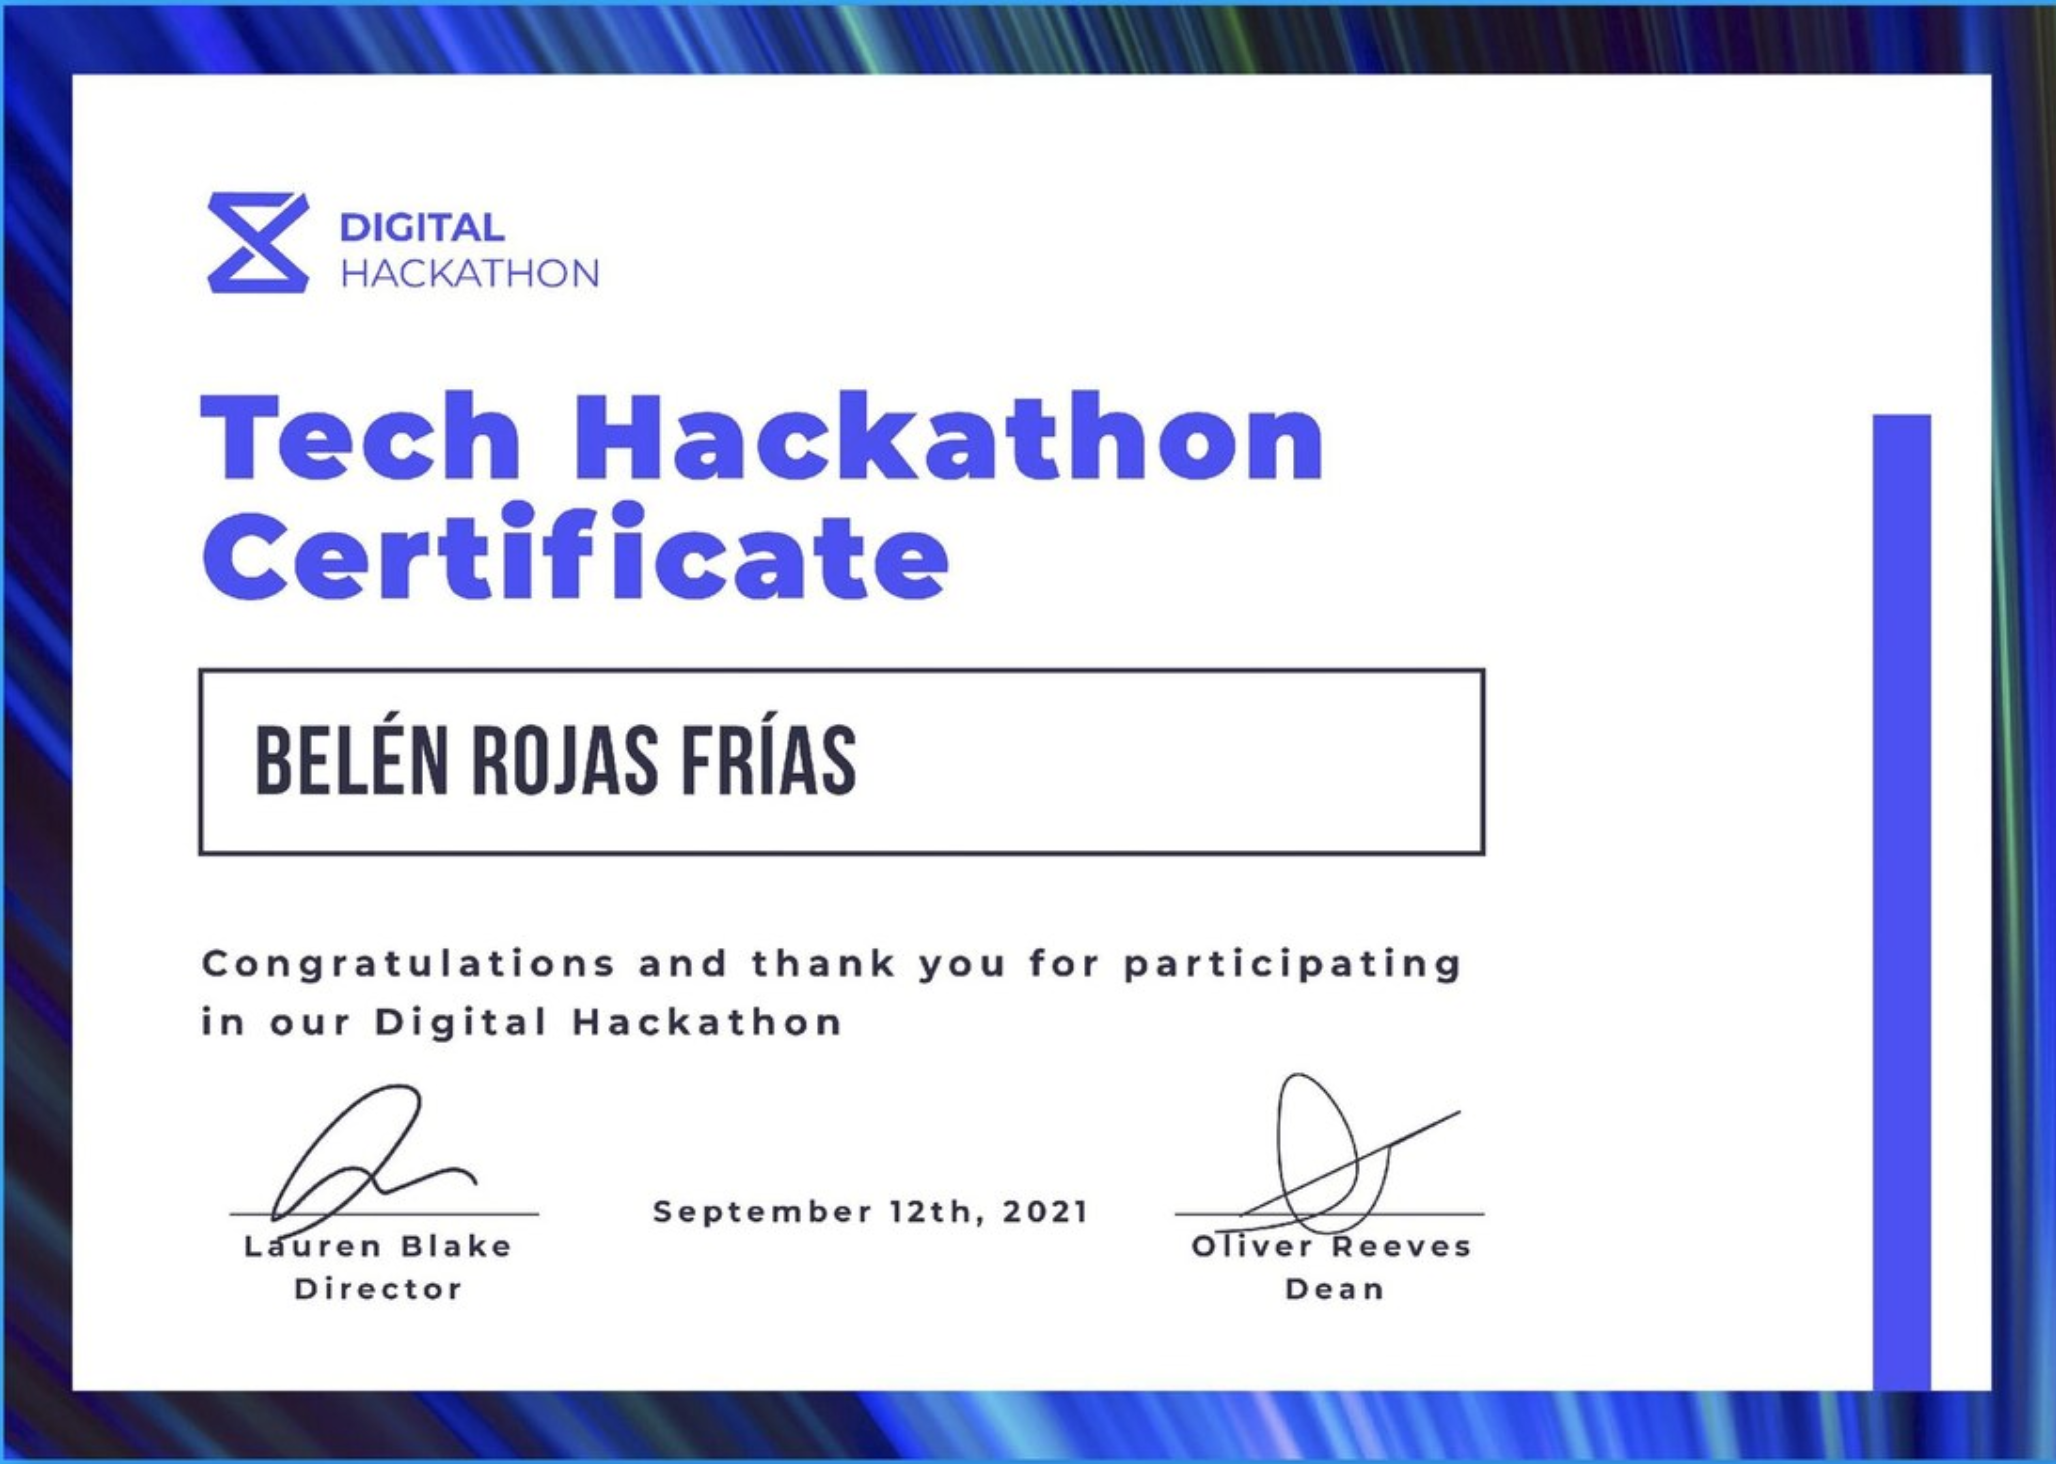 DIGITAL
HACKATHON
Tech Hackathon
Certificate
BELÉN ROJAS FRÍAS
Congratulations and thank you for participating
in our Digital Hackathon
September 12th, 2021
Lauren Blake
Director
Oliver Reeves
Dean